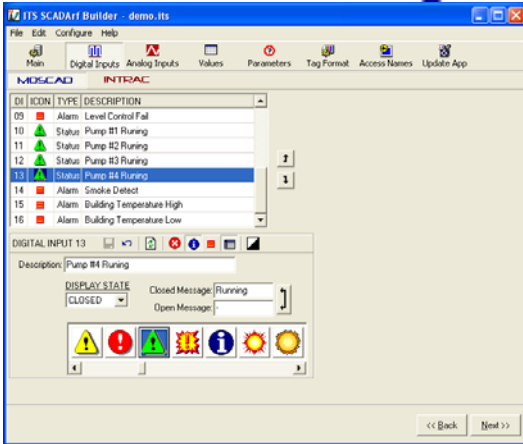 ITS SCADArf Builder - demo.its
File Edit Configure Help
Main Digital Inputs Analog Inputs Values Parameters Tag Format Access Names Update App
MOSCAD INTRAC
DI ICON TYPE DESCRIPTION
09 Alarm Level Control Fail
10 Status Pump #1 Runing
11 Status Pump #2 Runing
12 Status Pump #3 Runing
13 Status Pump #4 Runing
14 Alarm Smoke Detect
15 Alarm Building Temperature High
16 Alarm Building Temperature Low
DIGITAL INPUT 13
Description: Pump #4 Runing
DISPLAY STATE
CLOSED
Closed Message: Running
Open Message: -
<< Back Next >>